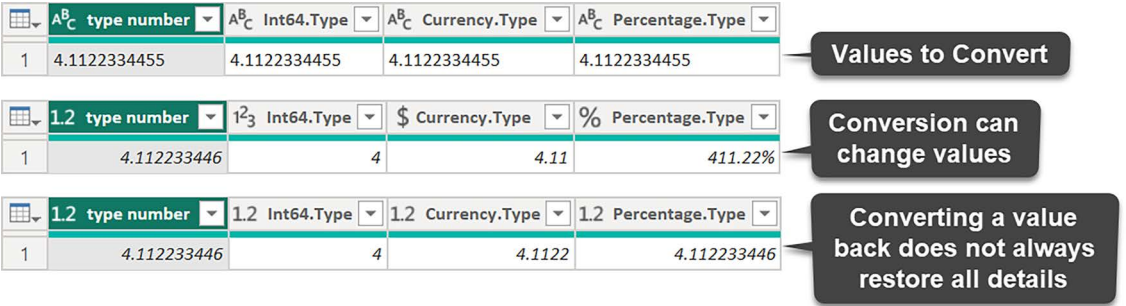 ABC type number ABC Int64.Type ABC Currency.Type ABC Percentage.Type
1 4.1122334455 4.1122334455 4.1122334455 4.1122334455
Values to Convert
1.2 type number 123 Int64.Type $ Currency.Type % Percentage.Type
1 4.112233446 4 4.11 411.22%
Conversion can
change values
1.2 type number 1.2 Int64.Type 1.2 Currency.Type 1.2 Percentage.Type
1 4.112233446 4 4.1122 4.112233446
Converting a value
back does not always
restore all details